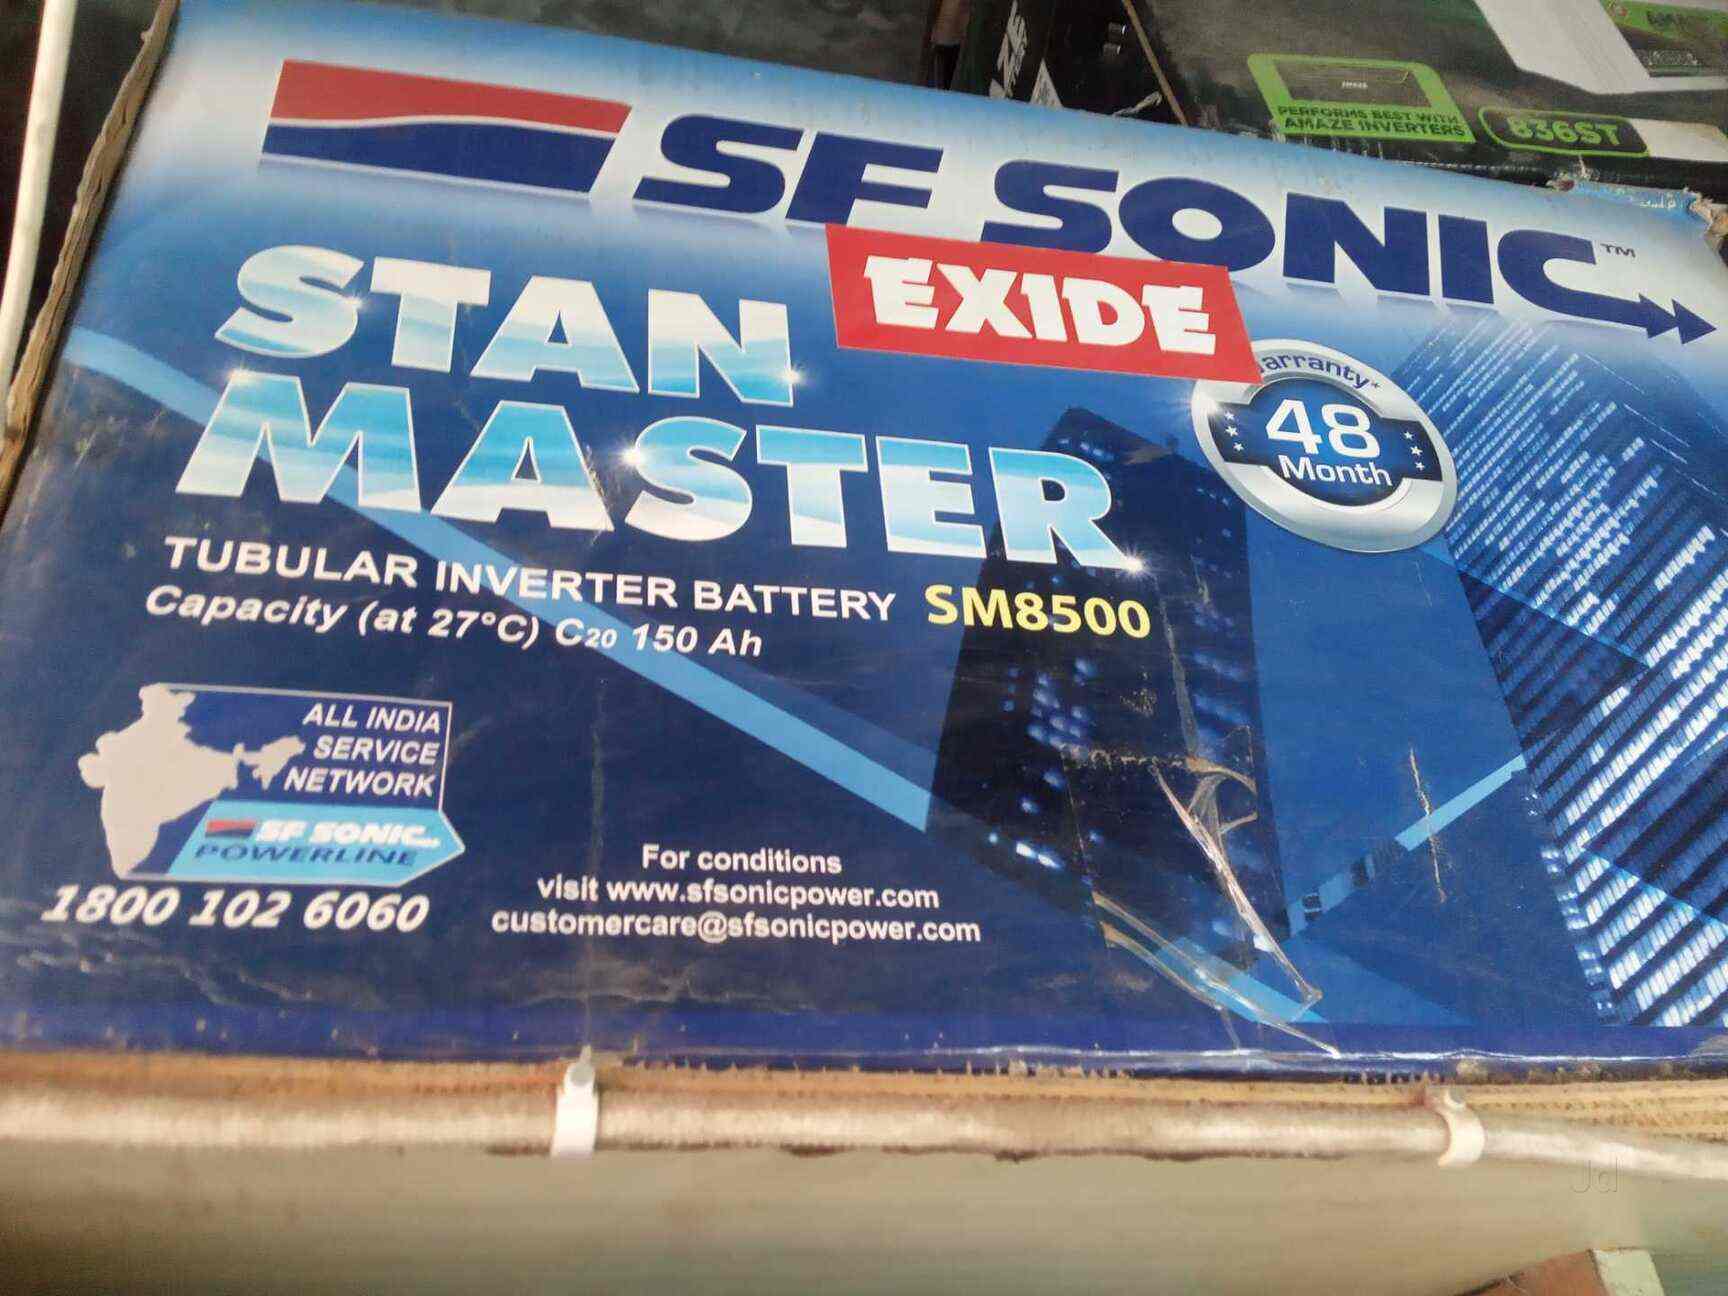 PERFORMS BEST WITH
AMAZE INVERTERS
836ST
SF SONIC™
EXIDE
STAN
MASTER
48
Month
TUBULAR INVERTER BATTERY SM8500
Capacity (at 27°C) C20 150 Ah
ALL INDIA
SERVICE
NETWORK
SF SONIC
POWERLINE
1800 102 6060
For conditions
visit www.sfsonicpower.com
customercare@sfsonicpower.com
Jd